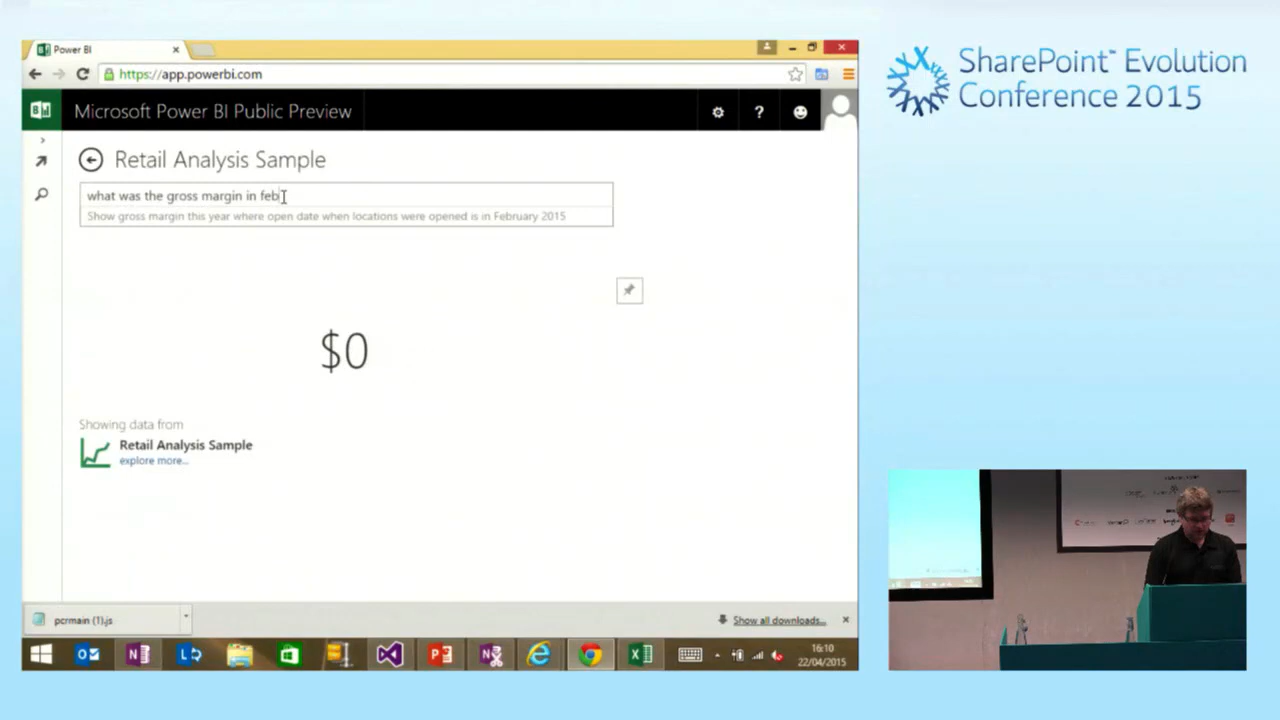 Power BI
https://app.powerbi.com
Microsoft Power BI Public Preview
Retail Analysis Sample
what was the gross margin in feb
Show gross margin this year where open date when locations were opened is in February 2015
$0
Showing data from
Retail Analysis Sample
explore more...
pcrmain (1).js
Show all downloads...
16:10
22/04/2015
SharePoint™ Evolution
Conference 2015